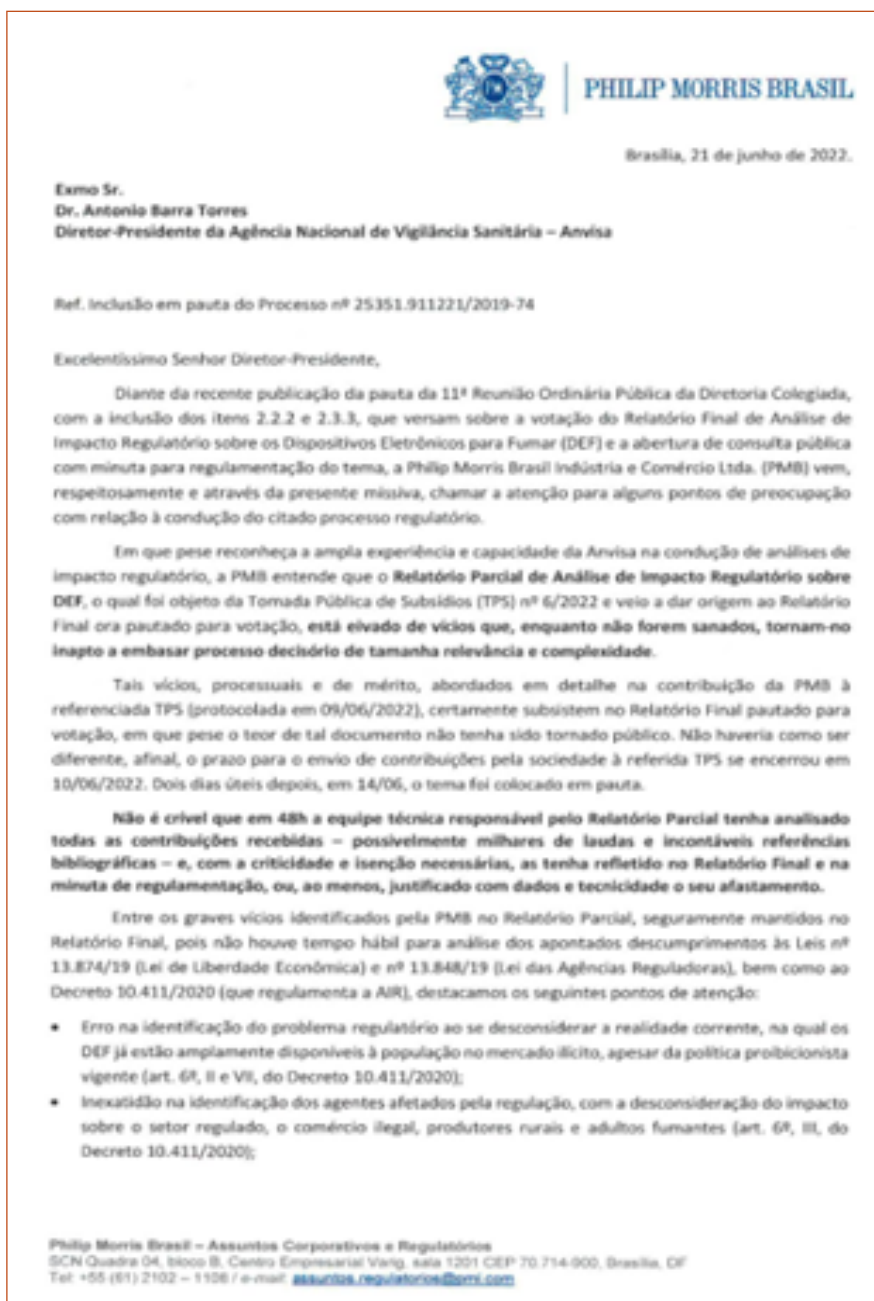 PHILIP MORRIS BRASIL
Brasília, 21 de junho de 2022.
Exmo Sr.
Dr. Antonio Barra Torres
Diretor-Presidente da Agência Nacional de Vigilância Sanitária – Anvisa
Ref. Inclusão em pauta do Processo nº 25351.911221/2019-74
Excelentíssimo Senhor Diretor-Presidente,
Diante da recente publicação da pauta da 11ª Reunião Ordinária Pública da Diretoria Colegiada,
com a inclusão dos itens 2.2.2 e 2.3.3, que versam sobre a votação do Relatório Final de Análise de
Impacto Regulatório sobre os Dispositivos Eletrônicos para Fumar (DEF) e a abertura de consulta pública
com minuta para regulamentação do tema, a Philip Morris Brasil Indústria e Comércio Ltda. (PMB) vem,
respeitosamente e através da presente missiva, chamar a atenção para alguns pontos de preocupação
com relação à condução do citado processo regulatório.
Em que pese reconheça a ampla experiência e capacidade da Anvisa na condução de análises de
impacto regulatório, a PMB entende que o Relatório Parcial de Análise de Impacto Regulatório sobre
DEF, o qual foi objeto da Tomada Pública de Subsídios (TPS) nº 6/2022 e veio a dar origem ao Relatório
Final ora pautado para votação, está eivado de vícios que, enquanto não forem sanados, tornam-no
inapto a embasar processo decisório de tamanha relevância e complexidade.
Tais vícios, processuais e de mérito, abordados em detalhe na contribuição da PMB à
referenciada TPS (protocolada em 09/06/2022), certamente subsistem no Relatório Final pautado para
votação, em que pese o teor de tal documento não tenha sido tornado público. Não haveria como ser
diferente, afinal, o prazo para o envio de contribuições pela sociedade à referida TPS se encerrou em
10/06/2022. Dois dias úteis depois, em 14/06, o tema foi colocado em pauta.
Não é crível que em 48h a equipe técnica responsável pelo Relatório Parcial tenha analisado
todas as contribuições recebidas – possivelmente milhares de laudas e incontáveis referências
bibliográficas – e, com a criticidade e isenção necessárias, as tenha refletido no Relatório Final e na
minuta de regulamentação, ou, ao menos, justificado com dados e tecnicidade o seu afastamento.
Entre os graves vícios identificados pela PMB no Relatório Parcial, seguramente mantidos no
Relatório Final, pois não houve tempo hábil para análise dos apontados descumprimentos às Leis nº
13.874/19 (Lei de Liberdade Econômica) e nº 13.848/19 (Lei das Agências Reguladoras), bem como ao
Decreto 10.411/2020 (que regulamenta a AIR), destacamos os seguintes pontos de atenção:
• Erro na identificação do problema regulatório ao se desconsiderar a realidade corrente, na qual os
DEF já estão amplamente disponíveis à população no mercado ilícito, apesar da política proibicionista
vigente (art. 6º, II e VII, do Decreto 10.411/2020);
• Inexatidão na identificação dos agentes afetados pela regulação, com a desconsideração do impacto
sobre o setor regulado, o comércio ilegal, produtores rurais e adultos fumantes (art. 6º, III, do
Decreto 10.411/2020);
Philip Morris Brasil – Assuntos Corporativos e Regulatórios
SCN Quadra 04, bloco B, Centro Empresarial Varig, sala 1201 CEP 70.714-900, Brasília, DF
Tel: +55 (61) 2102 – 1108 / e-mail: assuntos.regulatorios@pmi.com